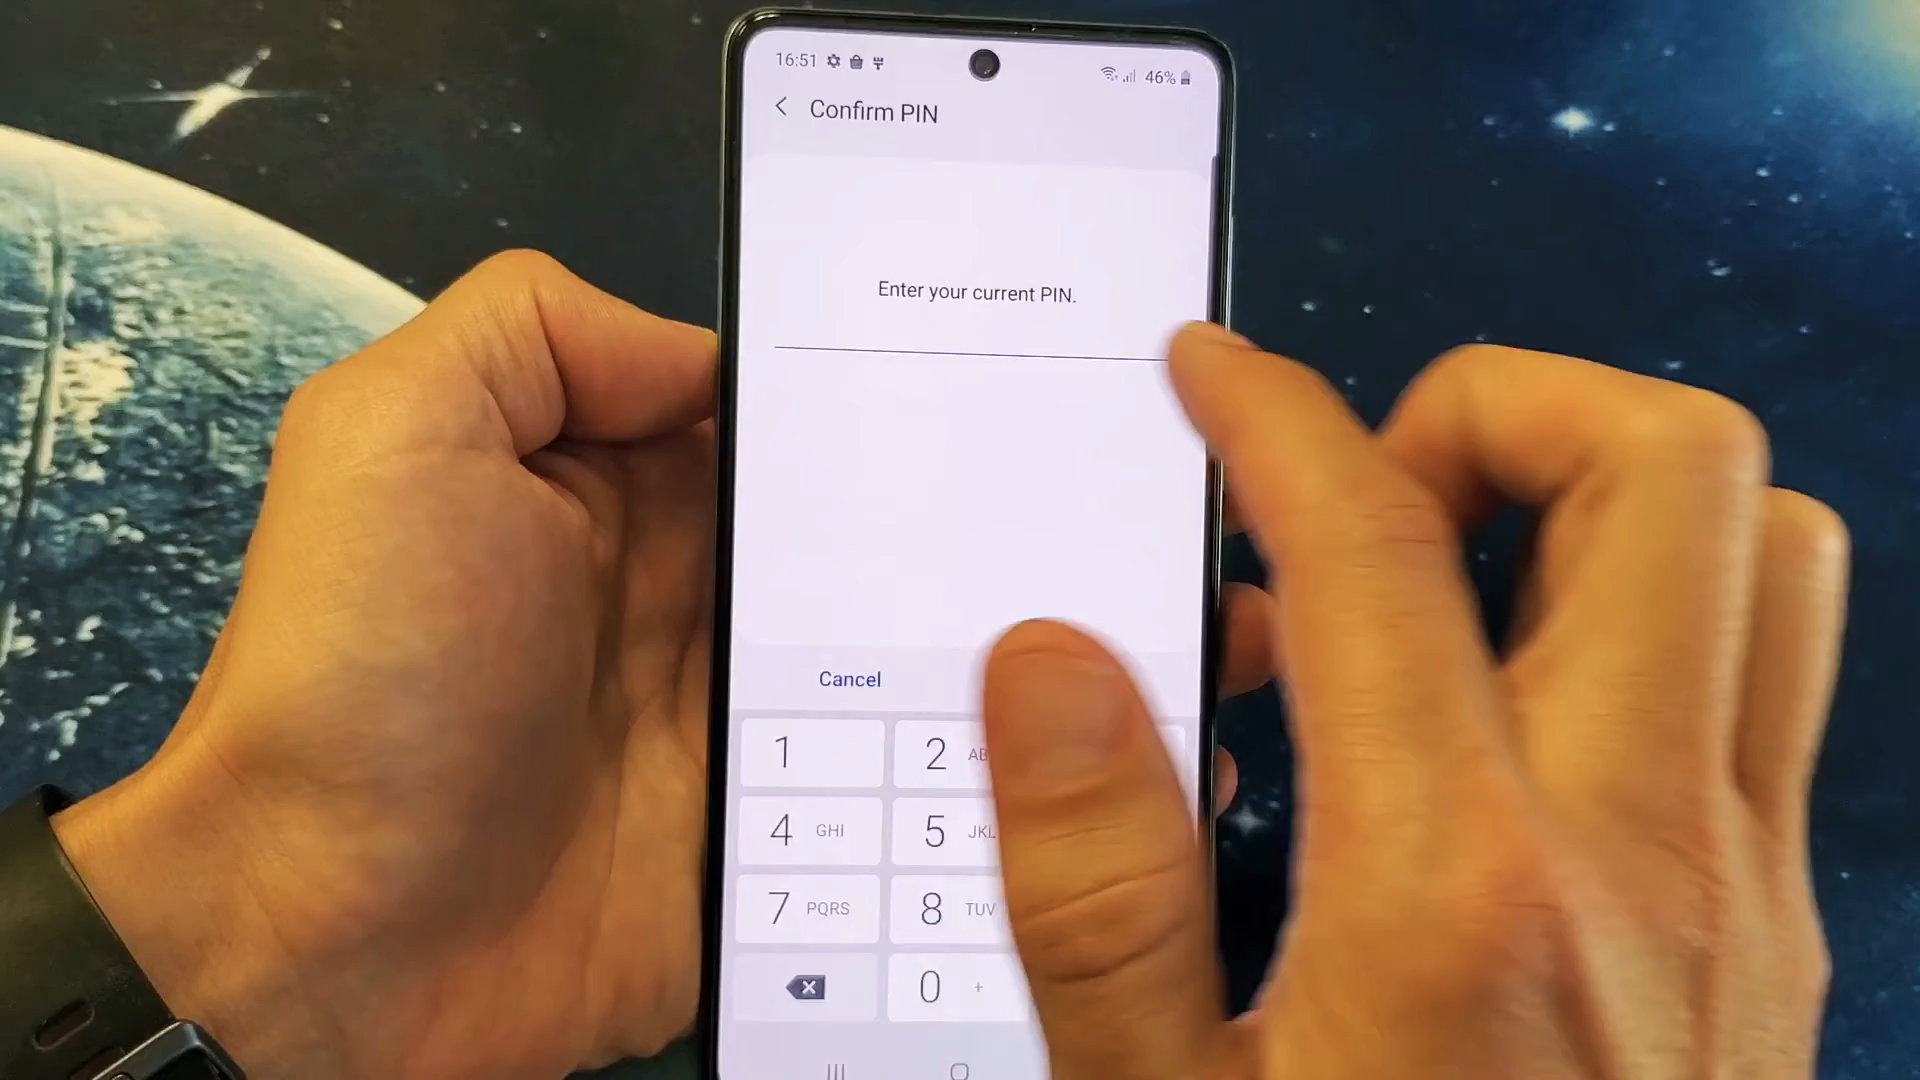 16:51 46%
Confirm PIN
Enter your current PIN.
Cancel
1 2
4 GHI 5 JKL
7 PQRS 8 TUV
0 +